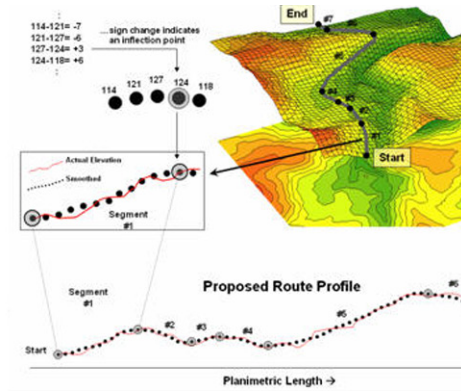 :
114-121= -7
121-127= -6
127-124= +3
124-118= +6
:
....sign change indicates
an inflection point
114
121
127
124
118
End
#7
#6
#5
#4
#3
#2
#1
Start
Actual Elevation
Smoothed
Segment
#1
Segment
#1
Proposed Route Profile
Start
#2
#3
#4
#5
#6
Planimetric Length →